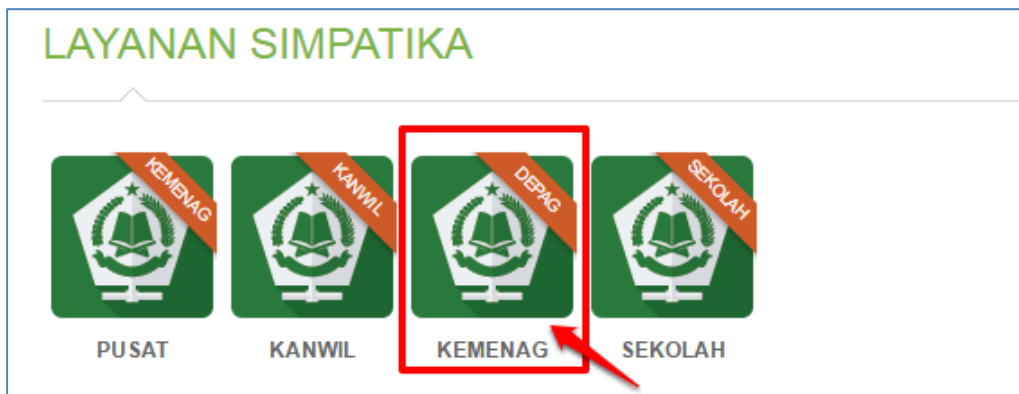 LAYANAN SIMPATIKA
KEMENAG
KANWIL
DEPAG
SEKOLAH
PUSAT
KANWIL
KEMENAG
SEKOLAH